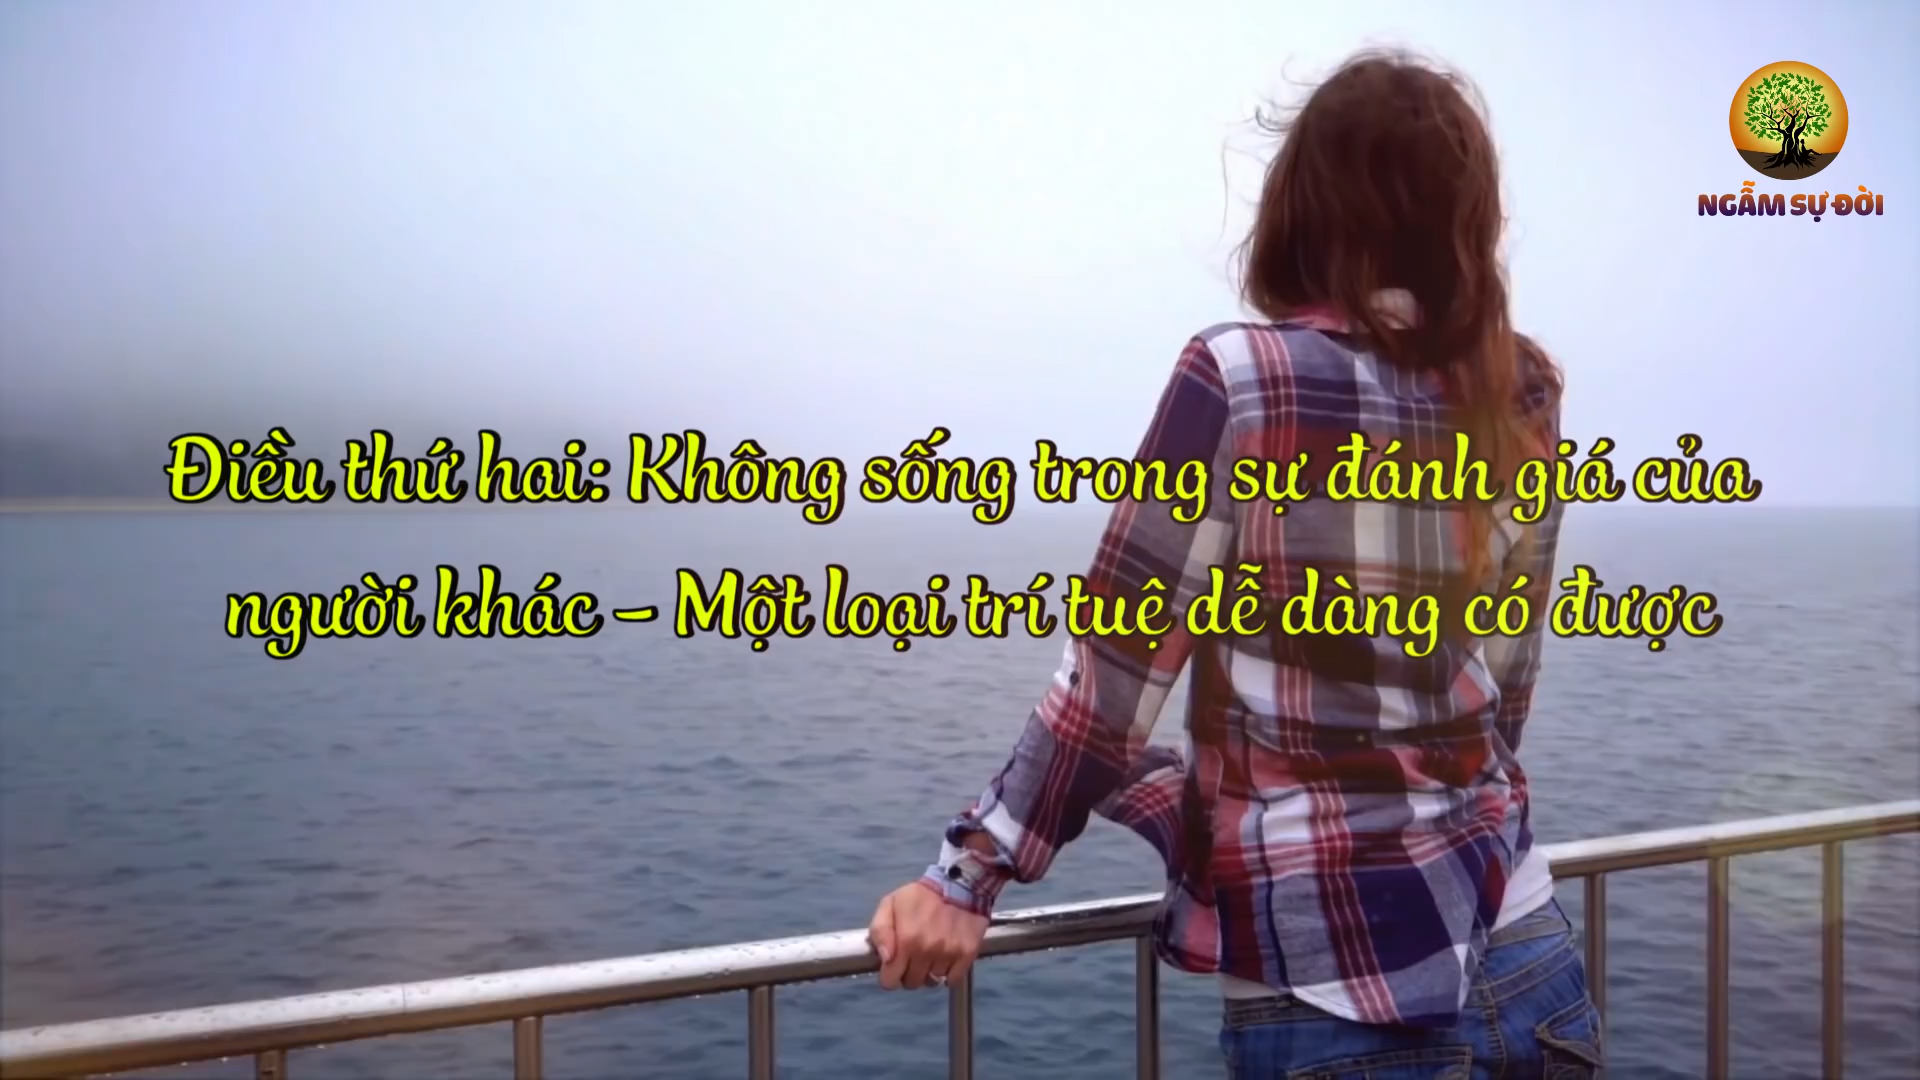 NGẪM SỰ ĐỜI
Điều thứ hai: Không sống trong sự đánh giá của
người khác – Một loại trí tuệ dễ dàng có được